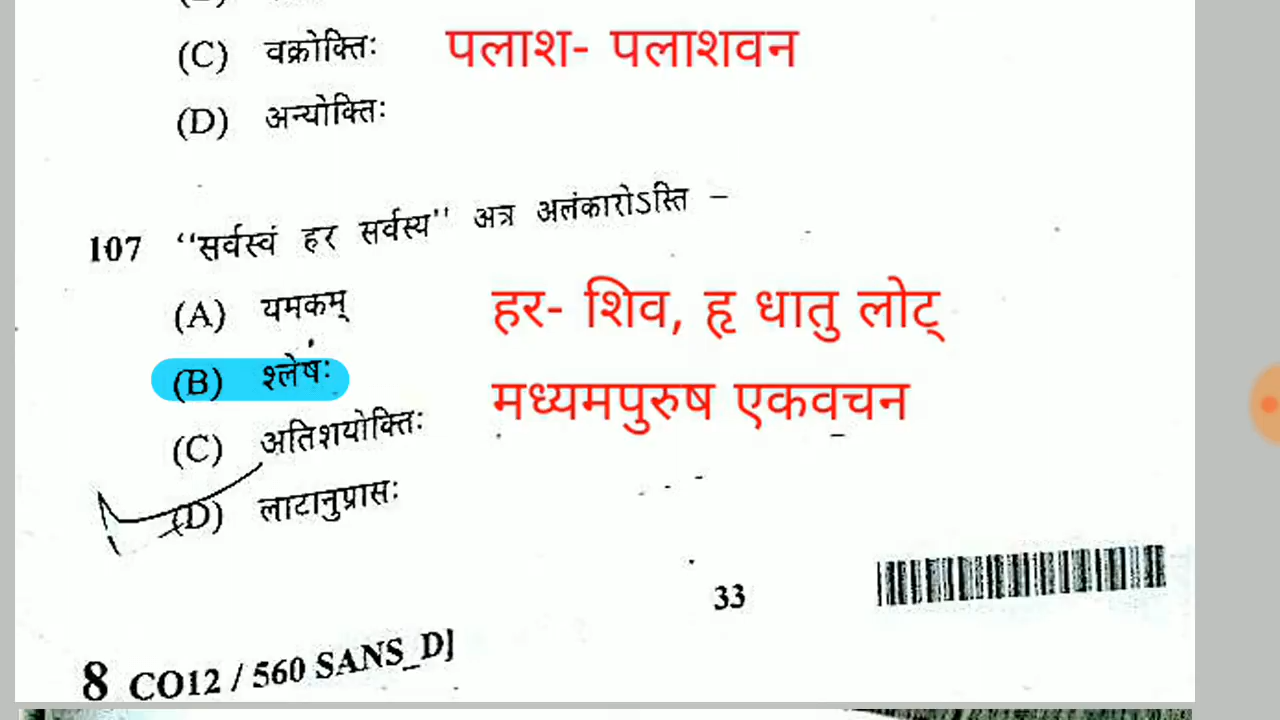 (C) वक्रोक्तिः पलाश- पलाशवन
(D) अन्योक्तिः
107 ‘‘सर्वस्वं हर सर्वस्य’’ अत्र अलंकारोऽस्ति –
(A) यमकम् हर- शिव, हृ धातु लोट्
(B) श्लेषः मध्यमपुरुष एकवचन
(C) अतिशयोक्तिः
(D) लाटानुप्रासः
33
8 CO12 / 560 SANS_DJ